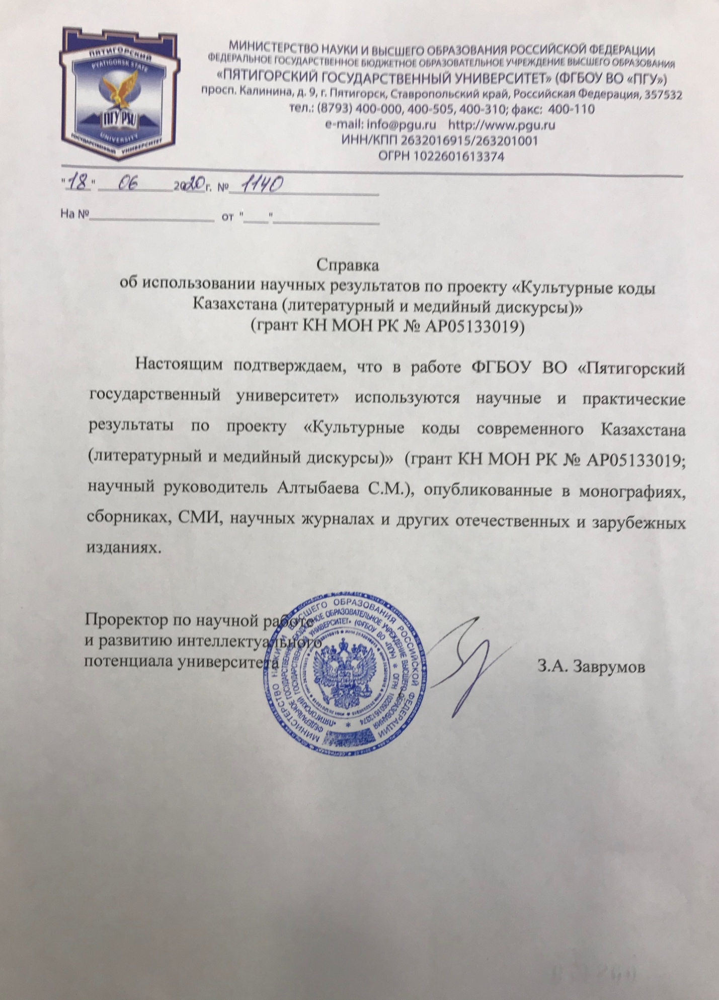 ПЯТИГОРСКИЙ
PYATIGORSK STATE
ПГУ PSU
UNIVERSITY
ГОСУДАРСТВЕННЫЙ УНИВЕРСИТЕТ
МИНИСТЕРСТВО НАУКИ И ВЫСШЕГО ОБРАЗОВАНИЯ РОССИЙСКОЙ ФЕДЕРАЦИИ
ФЕДЕРАЛЬНОЕ ГОСУДАРСТВЕННОЕ БЮДЖЕТНОЕ ОБРАЗОВАТЕЛЬНОЕ УЧРЕЖДЕНИЕ ВЫСШЕГО ОБРАЗОВАНИЯ
«ПЯТИГОРСКИЙ ГОСУДАРСТВЕННЫЙ УНИВЕРСИТЕТ» (ФГБОУ ВО «ПГУ»)
просп. Калинина, д. 9, г. Пятигорск, Ставропольский край, Российская Федерация, 357532
тел.: (8793) 400-000, 400-505, 400-310; факс: 400-110
e-mail: info@pgu.ru http://www.pgu.ru
ИНН/КПП 2632016915/263201001
ОГРН 1022601613374
"18" 06 2020г. № 1140
На №____________ от "___"____________
Справка
об использовании научных результатов по проекту «Культурные коды
Казахстана (литературный и медийный дискурсы)»
(грант КН МОН РК № АР05133019)
Настоящим подтверждаем, что в работе ФГБОУ ВО «Пятигорский
государственный университет» используются научные и практические
результаты по проекту «Культурные коды современного Казахстана
(литературный и медийный дискурсы)» (грант КН МОН РК № АР05133019;
научный руководитель Алтыбаева С.М.), опубликованные в монографиях,
сборниках, СМИ, научных журналах и других отечественных и зарубежных
изданиях.
Проректор по научной работе
и развитию интеллектуального
потенциала университета
З.А. Заврумов
МИНИСТЕРСТВО НАУКИ И ВЫСШЕГО ОБРАЗОВАНИЯ РОССИЙСКОЙ ФЕДЕРАЦИИ
ФЕДЕРАЛЬНОЕ ГОСУДАРСТВЕННОЕ БЮДЖЕТНОЕ ОБРАЗОВАТЕЛЬНОЕ УЧРЕЖДЕНИЕ ВЫСШЕГО ОБРАЗОВАНИЯ
«ПЯТИГОРСКИЙ ГОСУДАРСТВЕННЫЙ УНИВЕРСИТЕТ» (ФГБОУ ВО «ПГУ») * ОГРН 1022601613374 *
ИНН 2632016915